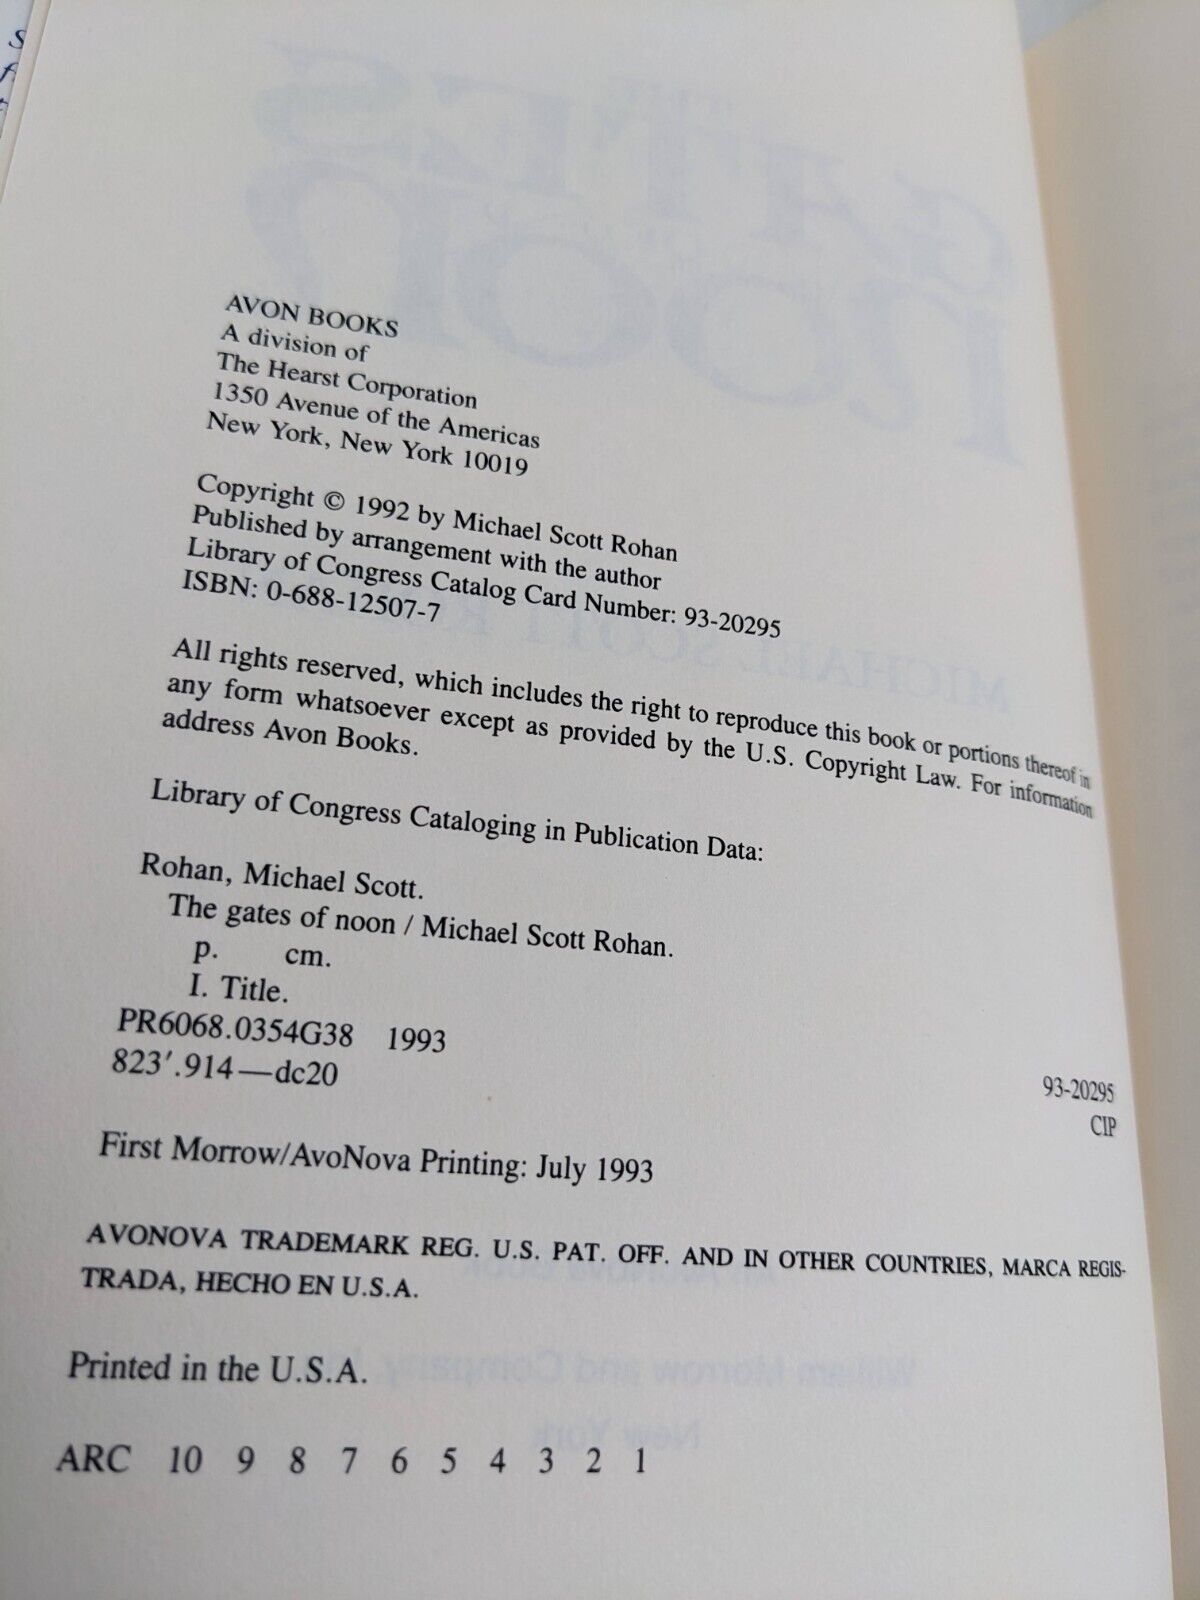 AVON BOOKS
A division of
The Hearst Corporation
1350 Avenue of the Americas
New York, New York 10019
Copyright © 1992 by Michael Scott Rohan
Published by arrangement with the author
Library of Congress Catalog Card Number: 93-20295
ISBN: 0-688-12507-7
All rights reserved, which includes the right to reproduce this book or portions thereof in
any form whatsoever except as provided by the U.S. Copyright Law. For information
address Avon Books.
Library of Congress Cataloging in Publication Data:
Rohan, Michael Scott.
The gates of noon / Michael Scott Rohan.
p. cm.
I. Title.
PR6068.0354G38 1993
823′.914—dc20
93-20295
CIP
First Morrow/AvoNova Printing: July 1993
AVONOVA TRADEMARK REG. U.S. PAT. OFF. AND IN OTHER COUNTRIES, MARCA REGIS-
TRADA, HECHO EN U.S.A.
Printed in the U.S.A.
ARC 10 9 8 7 6 5 4 3 2 1